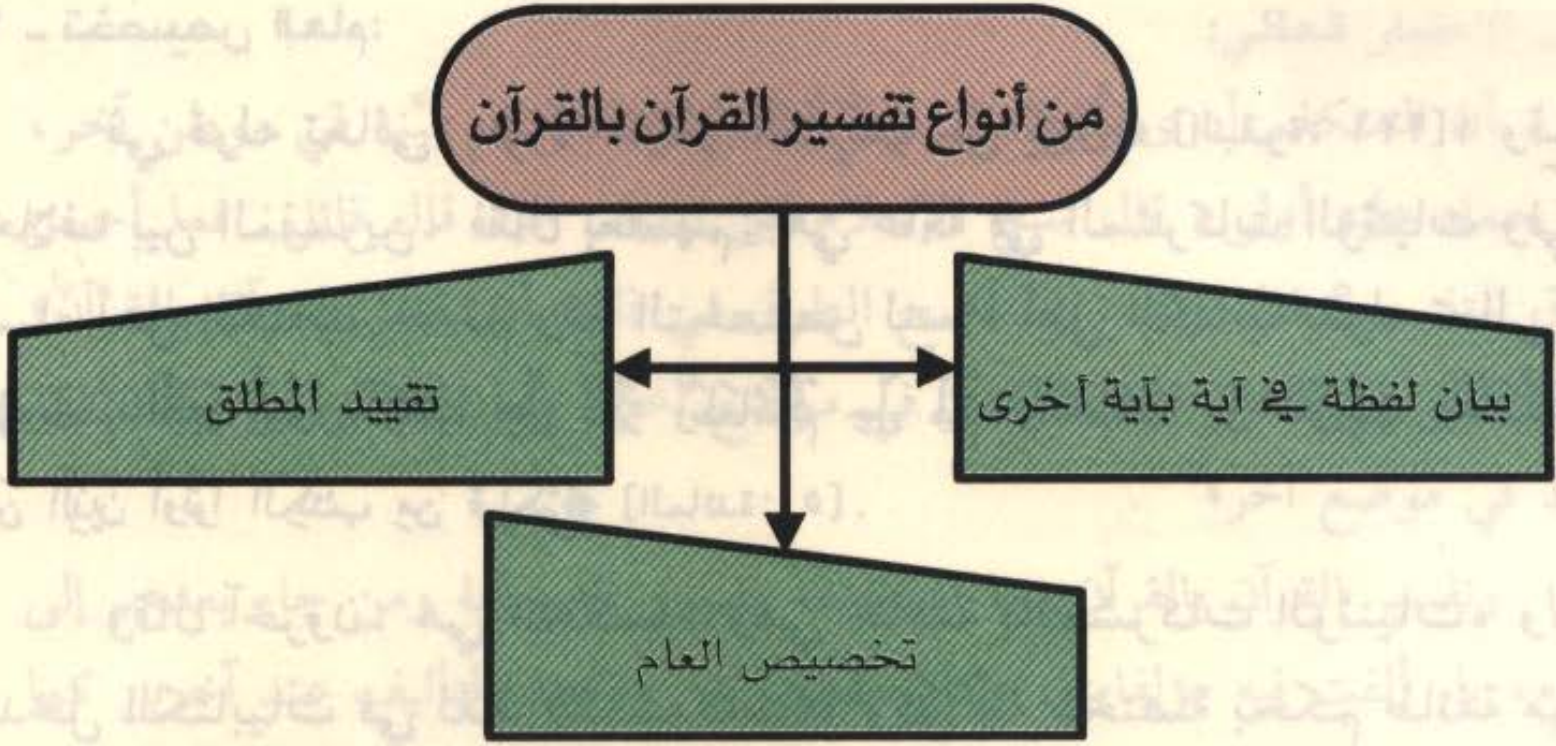 من أنواع تفسير القرآن بالقرآن
بيان لفظة في آية بآية أخرى
تقييد المطلق
تخصيص العام